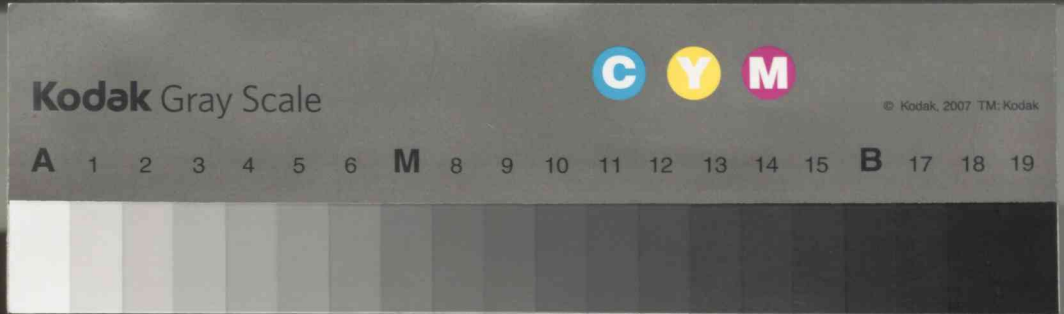 C Y M
Kodak Gray Scale
© Kodak, 2007 TM: Kodak
A 1 2 3 4 5 6 M 8 9 10 11 12 13 14 15 B 17 18 19